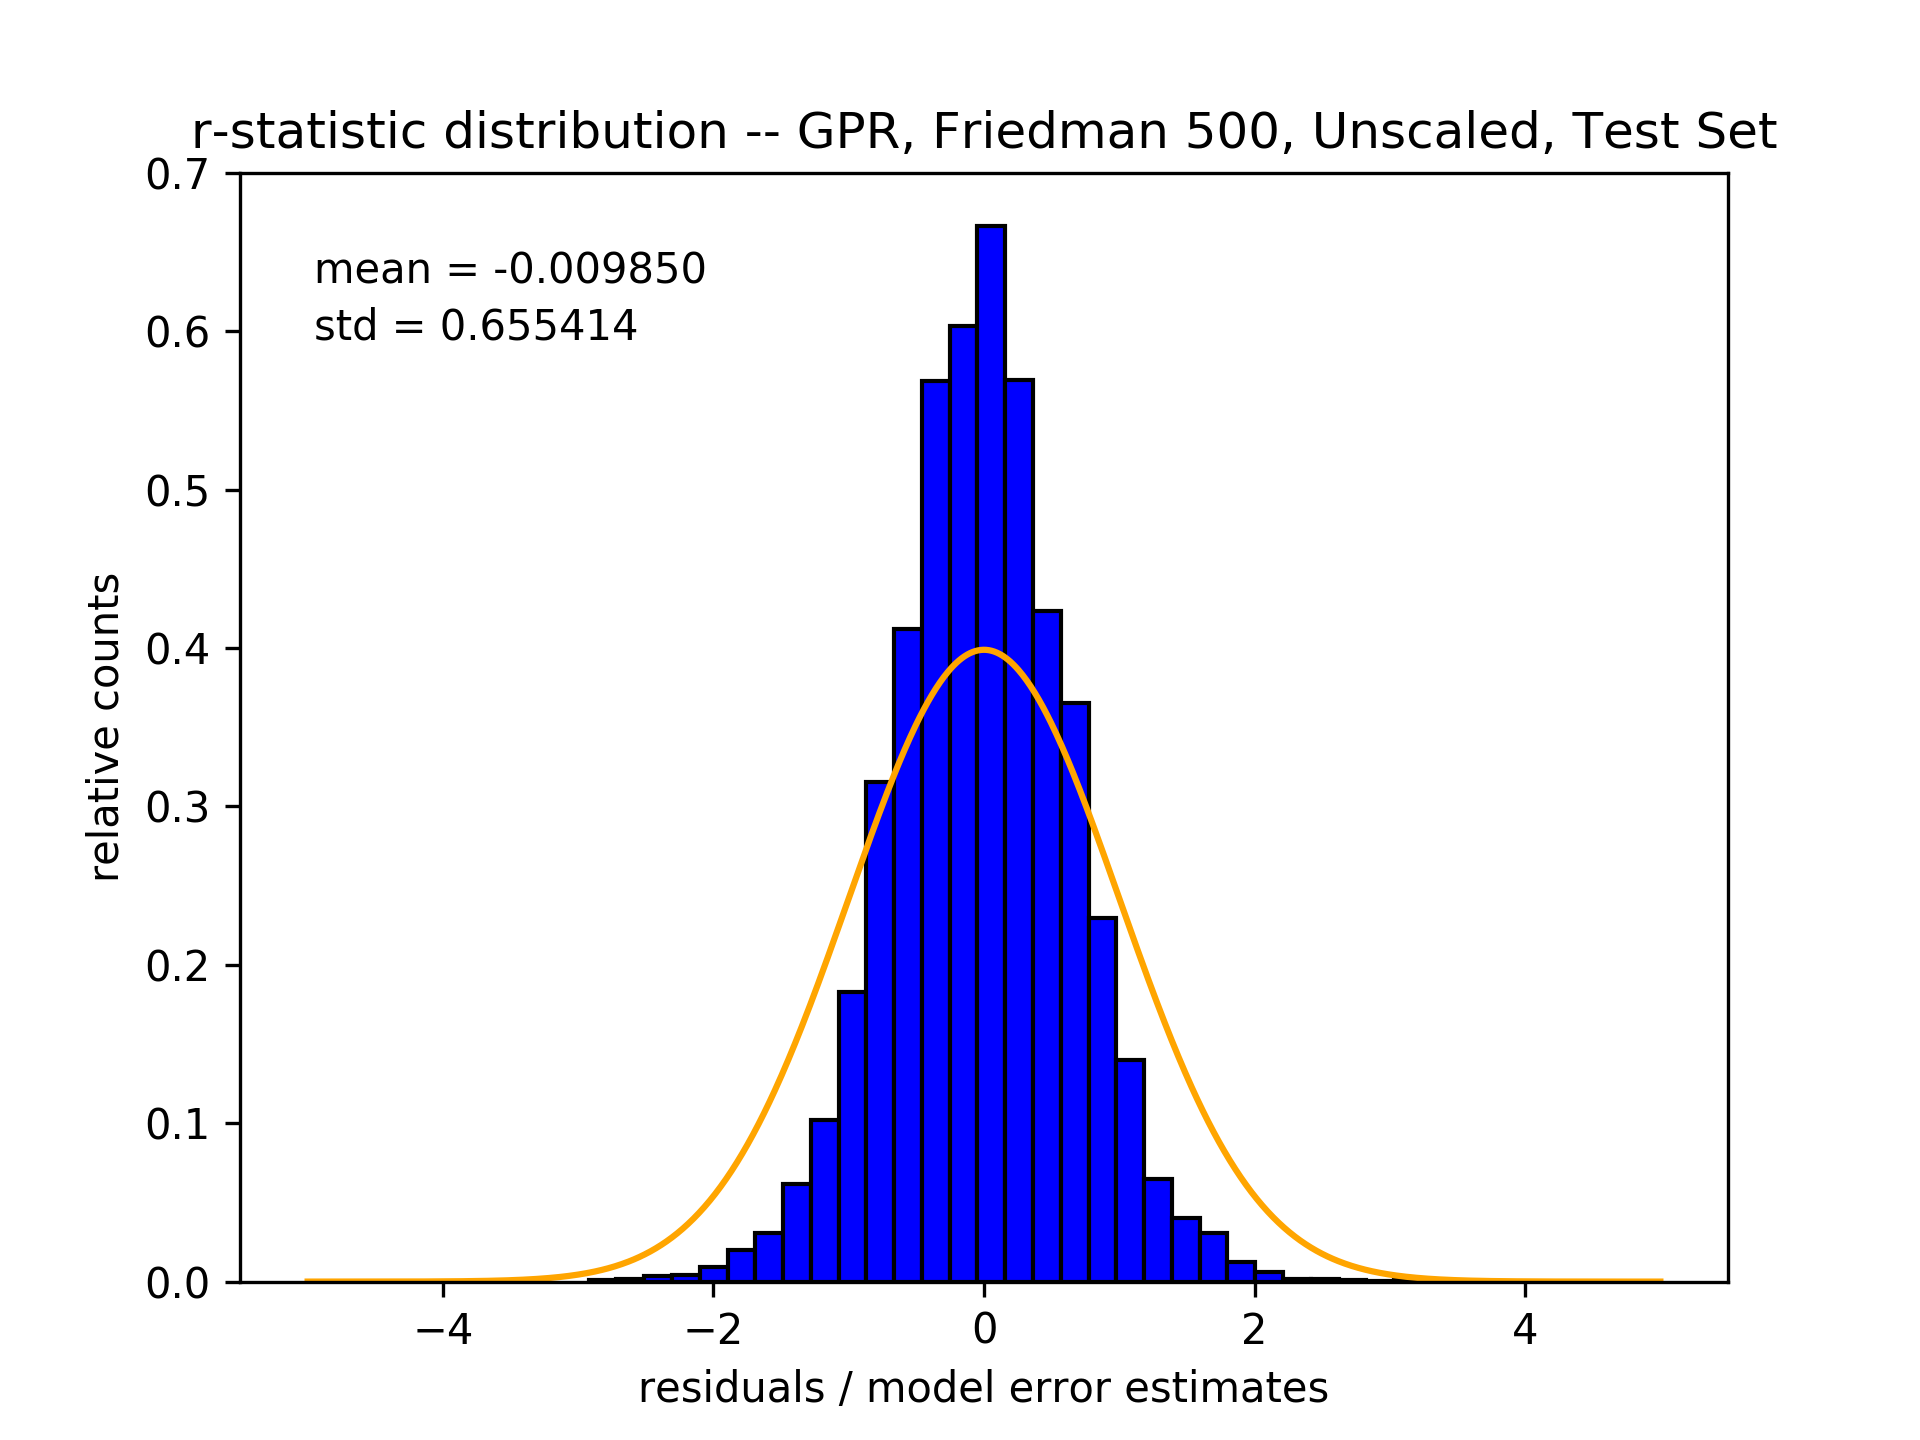 r-statistic distribution -- GPR, Friedman 500, Unscaled, Test Set
mean = -0.009850
std = 0.655414
0.7
0.6
0.5
0.4
0.3
0.2
0.1
0.0
relative counts
−4
−2
0
2
4
residuals / model error estimates